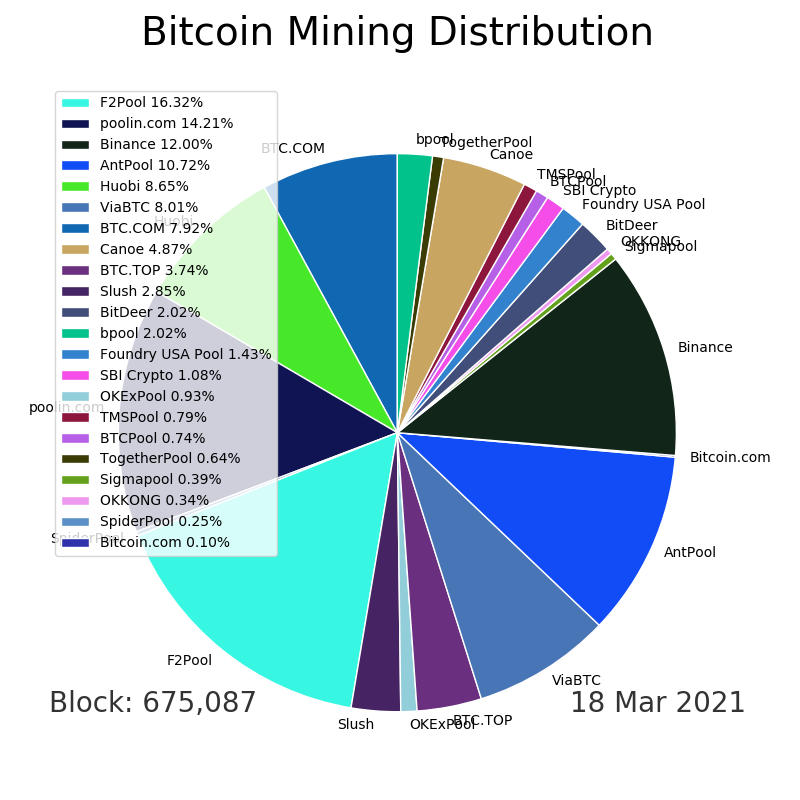 Bitcoin Mining Distribution
F2Pool 16.32%
poolin.com 14.21%
Binance 12.00%
AntPool 10.72%
Huobi 8.65%
ViaBTC 8.01%
BTC.COM 7.92%
Canoe 4.87%
BTC.TOP 3.74%
Slush 2.85%
BitDeer 2.02%
bpool 2.02%
Foundry USA Pool 1.43%
SBI Crypto 1.08%
OKExPool 0.93%
TMSPool 0.79%
BTCPool 0.74%
TogetherPool 0.64%
Sigmapool 0.39%
OKKONG 0.34%
SpiderPool 0.25%
Bitcoin.com 0.10%
bpool
TogetherPool
Canoe
TMSPool
BTCPool
SBI Crypto
Foundry USA Pool
BitDeer
OKKONG
Sigmapool
Binance
Bitcoin.com
AntPool
ViaBTC
BTC.TOP
OKExPool
Slush
F2Pool
SpiderPool
poolin.com
Huobi
BTC.COM
Block: 675,087
18 Mar 2021